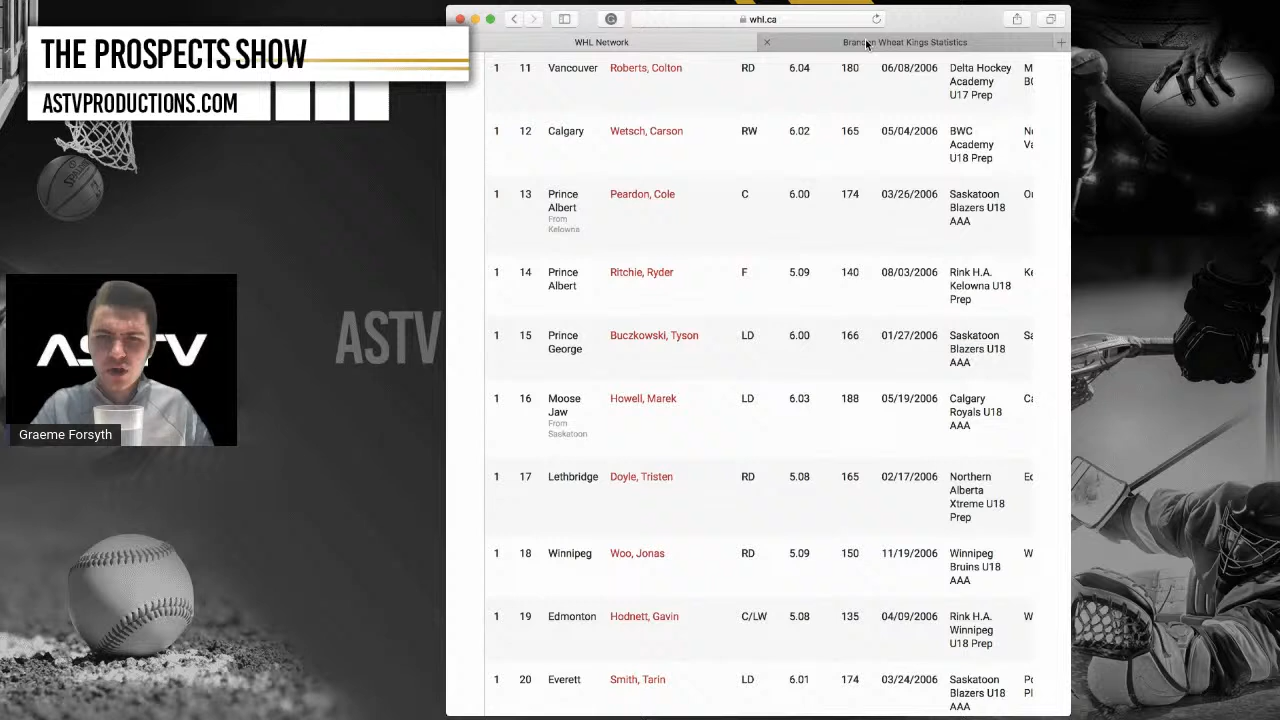 THE PROSPECTS SHOW
ASTVPRODUCTIONS.COM
ASTV
ASTV
Graeme Forsyth
whl.ca
WHL Network
Brandon Wheat Kings Statistics
1 11 Vancouver Roberts, Colton RD 6.04 180 06/08/2006 Delta Hockey
Academy
U17 Prep
1 12 Calgary Wetsch, Carson RW 6.02 165 05/04/2006 BWC
Academy
U18 Prep
1 13 Prince
Albert
From
Kelowna
Peardon, Cole C 6.00 174 03/26/2006 Saskatoon
Blazers U18
AAA
1 14 Prince
Albert
Ritchie, Ryder F 5.09 140 08/03/2006 Rink H.A.
Kelowna U18
Prep
1 15 Prince
George
Buczkowski, Tyson LD 6.00 166 01/27/2006 Saskatoon
Blazers U18
AAA
1 16 Moose
Jaw
From
Saskatoon
Howell, Marek LD 6.03 188 05/19/2006 Calgary
Royals U18
AAA
1 17 Lethbridge Doyle, Tristen RD 5.08 165 02/17/2006 Northern
Alberta
Xtreme U18
Prep
1 18 Winnipeg Woo, Jonas RD 5.09 150 11/19/2006 Winnipeg
Bruins U18
AAA
1 19 Edmonton Hodnett, Gavin C/LW 5.08 135 04/09/2006 Rink H.A.
Winnipeg
U18 Prep
1 20 Everett Smith, Tarin LD 6.01 174 03/24/2006 Saskatoon
Blazers U18
AAA